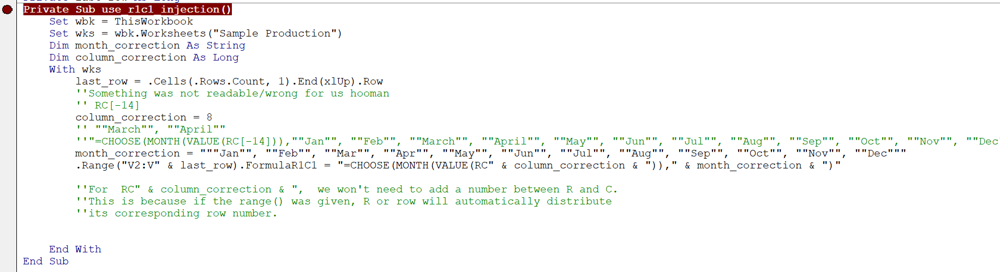 Private last_row As Long
Private Sub use_r1c1_injection()
    Set wbk = ThisWorkbook
    Set wks = wbk.Worksheets("Sample Production")
    Dim month_correction As String
    Dim column_correction As Long
    With wks
        last_row = .Cells(.Rows.Count, 1).End(xlUp).Row
        ''Something was not readable/wrong for us hooman
        '' RC[-14]
        column_correction = 8
        '' ""March"", ""April""
        ''"=CHOOSE(MONTH(VALUE(RC[-14])),""Jan"", ""Feb"", ""March"", ""April"", ""May"", ""Jun"", ""Jul"", ""Aug"", ""Sep"", ""Oct"", ""Nov"", ""Dec
        month_correction = """Jan"", ""Feb"", ""Mar"", ""Apr"", ""May"", ""Jun"", ""Jul"", ""Aug"", ""Sep"", ""Oct"", ""Nov"", ""Dec"""
        .Range("V2:V" & last_row).FormulaR1C1 = "=CHOOSE(MONTH(VALUE(RC" & column_correction & "))," & month_correction & ")"
        ''For  RC" & column_correction & ",  we won't need to add a number between R and C.
        ''This is because if the range() was given, R or row will automatically distribute
        ''its corresponding row number.
    End With
End Sub